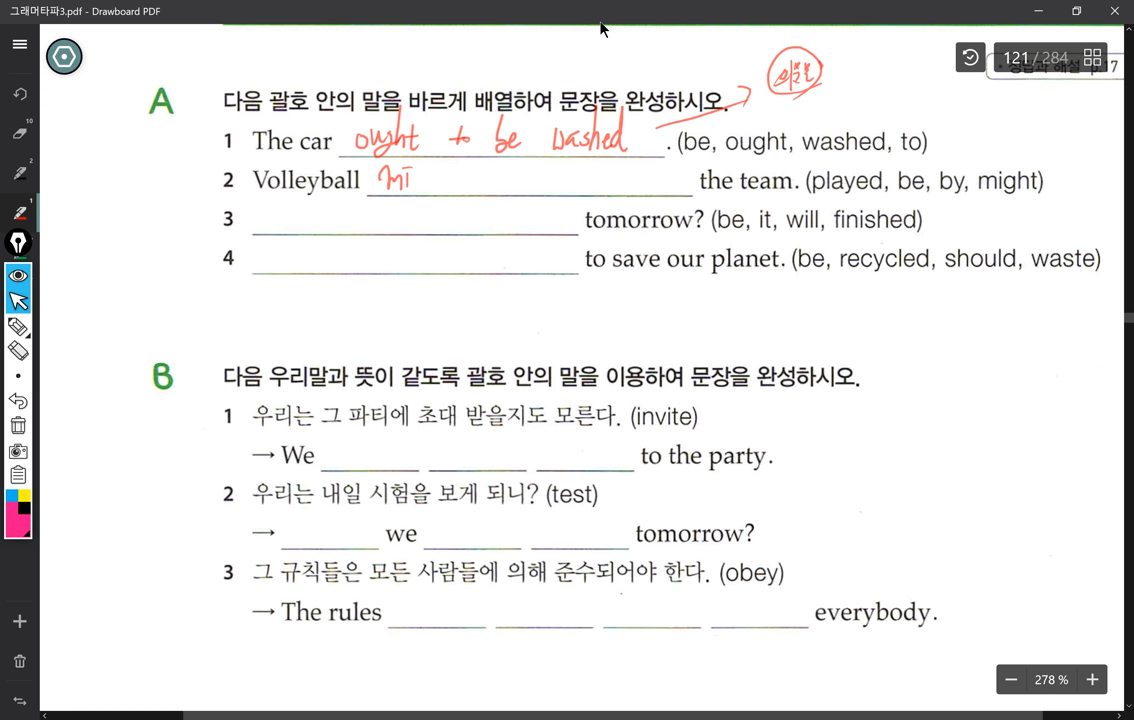 그래머타파3.pdf - Drawboard PDF
121 / 284
A 다음 괄호 안의 말을 바르게 배열하여 문장을 완성하시오.
1 The car ought to be washed . (be, ought, washed, to)
2 Volleyball mi the team. (played, be, by, might)
3 tomorrow? (be, it, will, finished)
4 to save our planet. (be, recycled, should, waste)
B 다음 우리말과 뜻이 같도록 괄호 안의 말을 이용하여 문장을 완성하시오.
1 우리는 그 파티에 초대 받을지도 모른다. (invite)
→ We to the party.
2 우리는 내일 시험을 보게 되니? (test)
→ we tomorrow?
3 그 규칙들은 모든 사람들에 의해 준수되어야 한다. (obey)
→ The rules everybody.
278 %